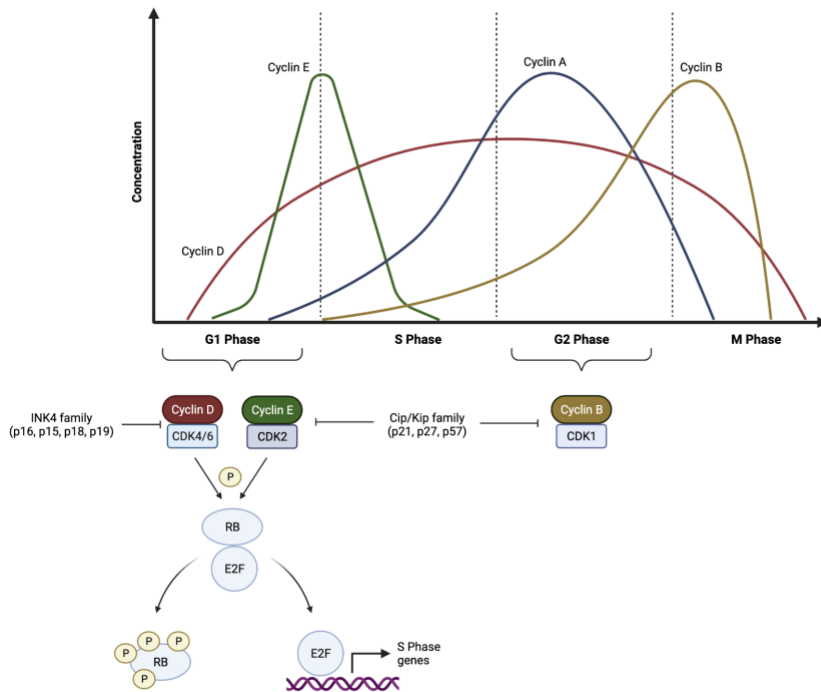 Cyclin E
Cyclin A
Cyclin B
Concentration
Cyclin D
G1 Phase
S Phase
G2 Phase
M Phase
INK4 family
(p16, p15, p18, p19)
Cyclin D
CDK4/6
Cyclin E
CDK2
Cip/Kip family
(p21, p27, p57)
Cyclin B
CDK1
P
RB
E2F
P
P
P
RB
P
E2F
S Phase
genes